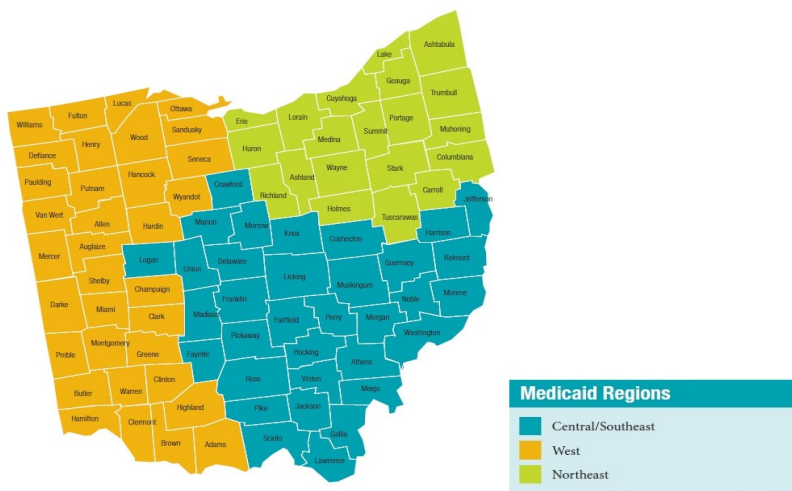 Ashtabula
Lake
Geauga
Cuyahoga
Trumbull
Lucas
Fulton
Ottawa
Williams
Erie
Lorain
Portage
Summit
Mahoning
Wood
Sandusky
Henry
Medina
Huron
Defiance
Seneca
Columbiana
Stark
Wayne
Paulding
Hancock
Ashland
Putnam
Crawford
Wyandot
Richland
Carroll
Jefferson
Van Wert
Holmes
Tuscarawas
Allen
Hardin
Marion
Morrow
Knox
Coshocton
Harrison
Auglaize
Mercer
Logan
Union
Delaware
Guernsey
Belmont
Shelby
Licking
Muskingum
Champaign
Darke
Miami
Franklin
Noble
Monroe
Madison
Clark
Fairfield
Perry
Morgan
Washington
Pickaway
Montgomery
Preble
Greene
Fayette
Hocking
Athens
Clinton
Ross
Vinton
Butler
Warren
Meigs
Highland
Pike
Jackson
Hamilton
Clermont
Gallia
Scioto
Brown
Adams
Lawrence
Medicaid Regions
Central/Southeast
West
Northeast